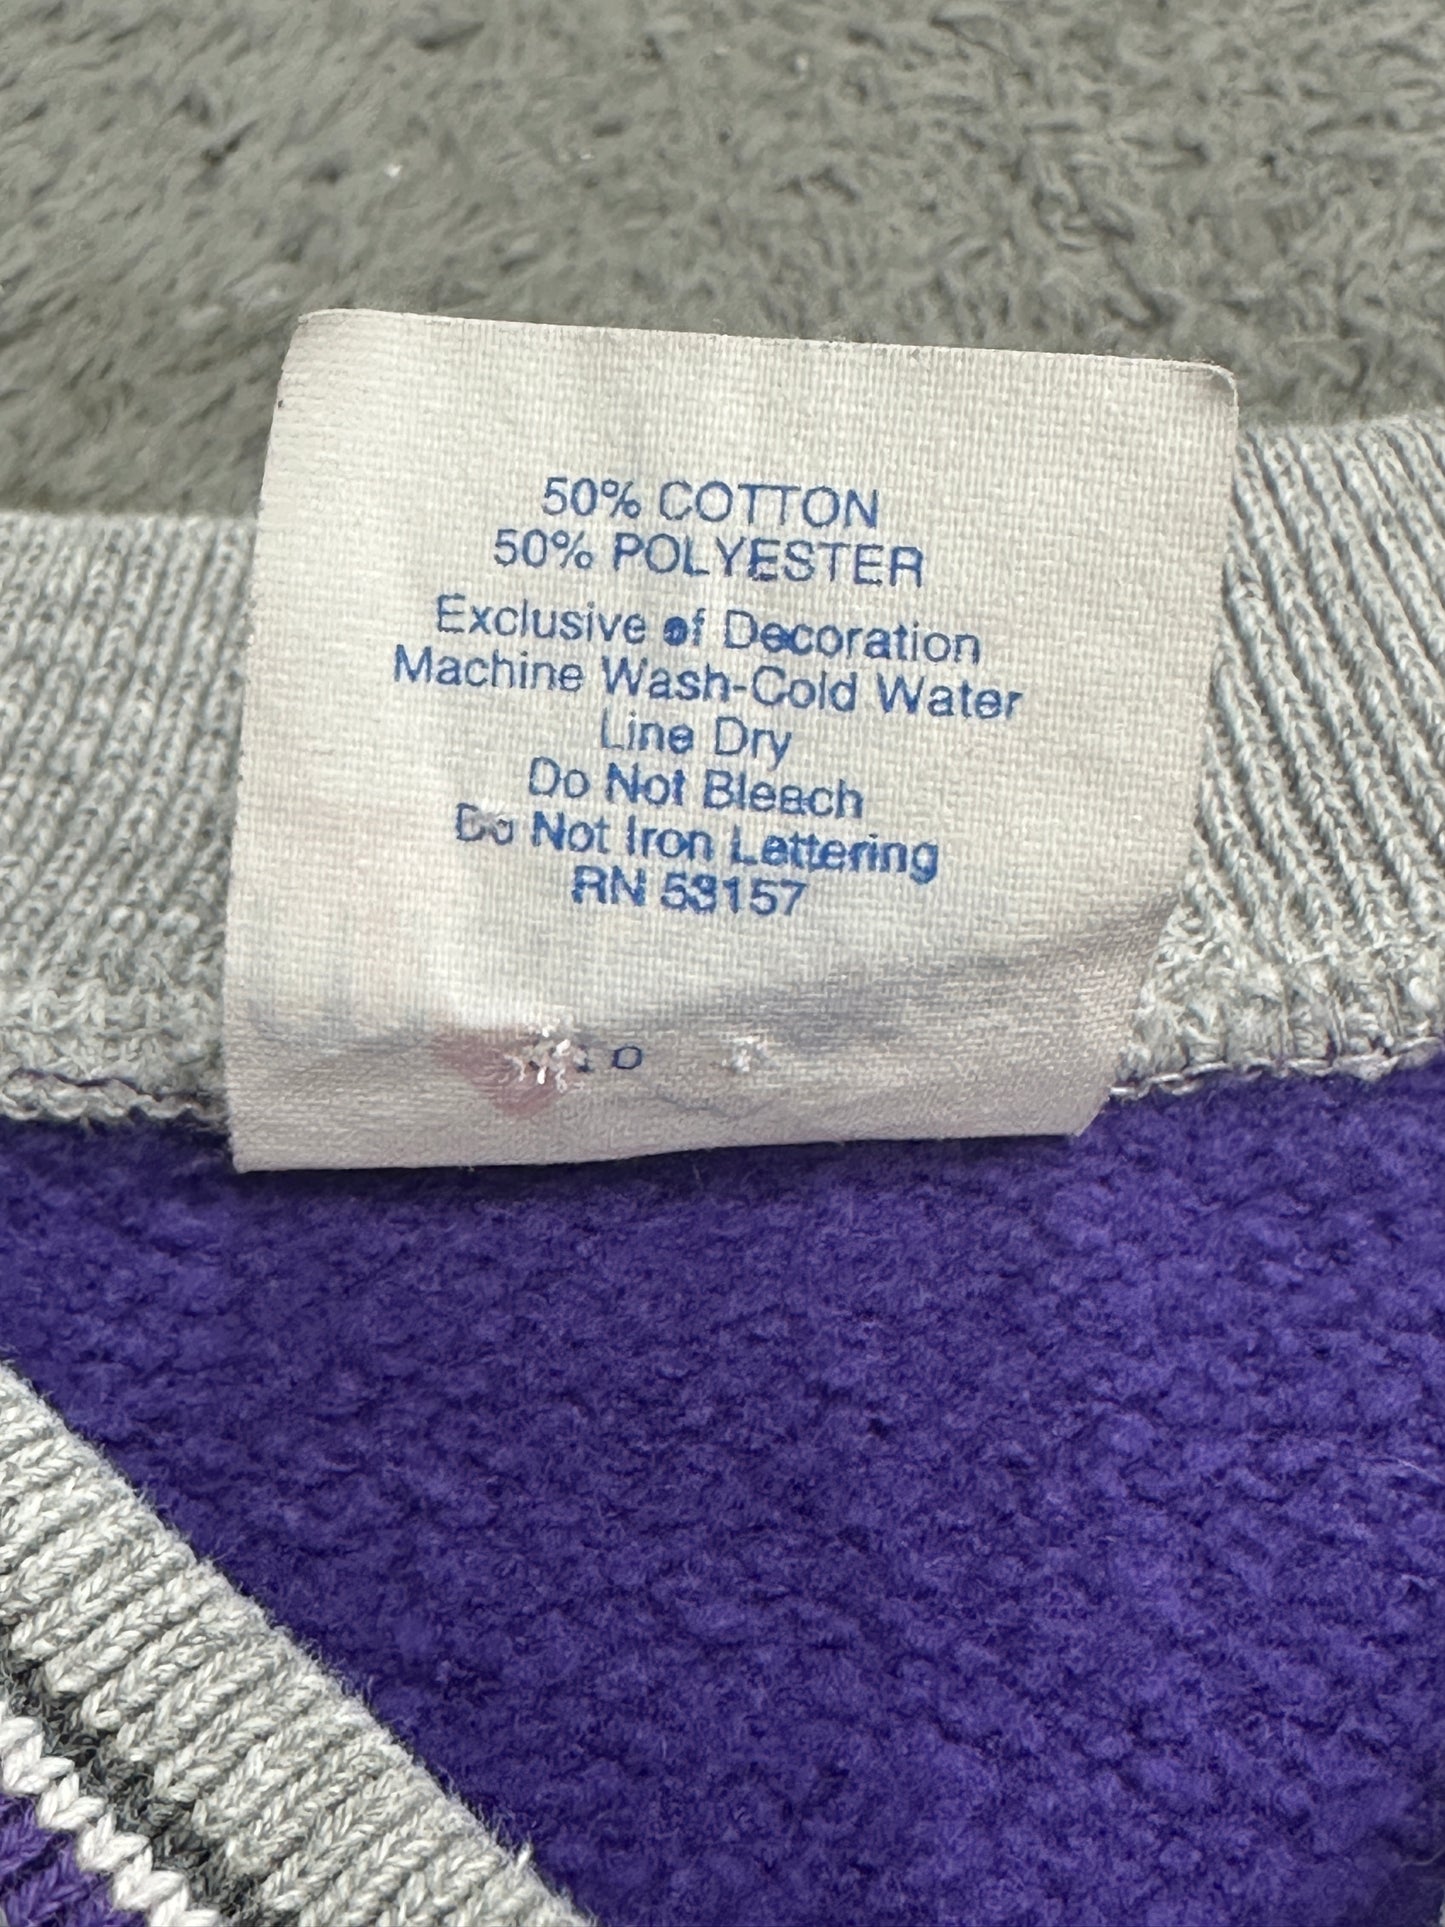 50% COTTON
50% POLYESTER
Exclusive of Decoration
Machine Wash-Cold Water
Line Dry
Do Not Bleach
Do Not Iron Lettering
RN 53157